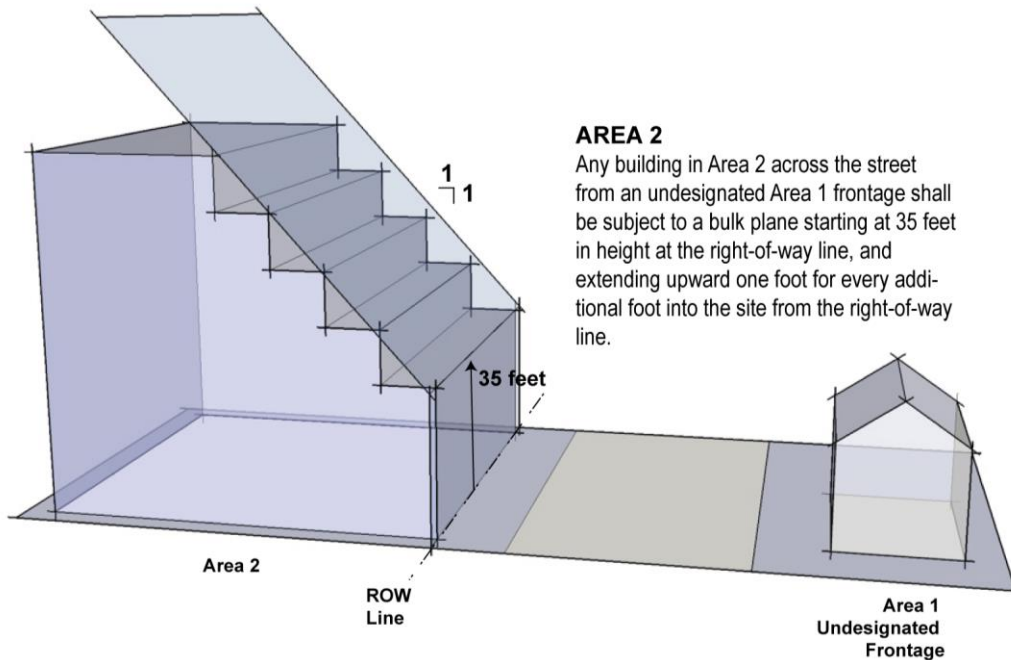 AREA 2
Any building in Area 2 across the street
from an undesignated Area 1 frontage shall
be subject to a bulk plane starting at 35 feet
in height at the right-of-way line, and
extending upward one foot for every addi-
tional foot into the site from the right-of-way
line.
1
1
35 feet
Area 2
ROW
Line
Area 1
Undesignated
Frontage